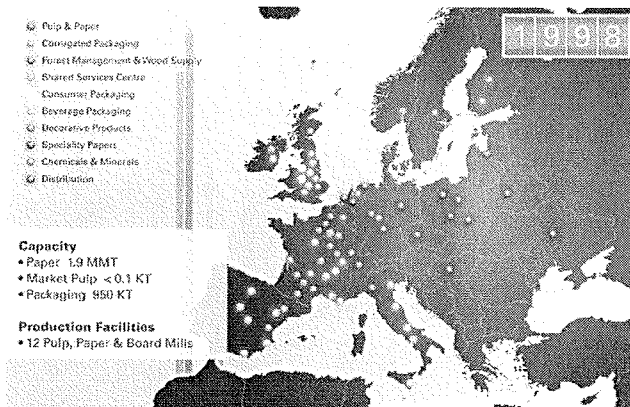 Pulp & Paper
Corrugated Packaging
Forest Management & Wood Supply
Shared Services Centre
Consumer Packaging
Beverage Packaging
Decorative Products
Speciality Papers
Chemicals & Minerals
Distribution
1998
Capacity
• Paper 1.9 MMT
• Market Pulp < 0.1 KT
• Packaging 950 KT
Production Facilities
• 12 Pulp, Paper & Board Mills